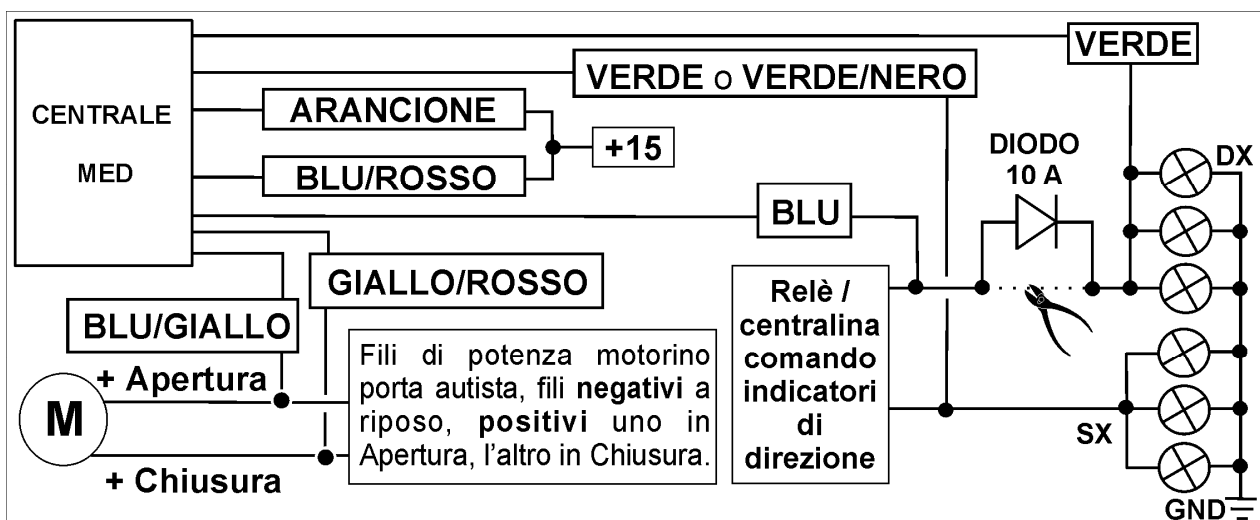 VERDE
VERDE o VERDE/NERO
CENTRALE
MED
ARANCIONE
+15
BLU/ROSSO
DIODO
10 A
DX
BLU
GIALLO/ROSSO
BLU/GIALLO
Relè /
centralina
comando
indicatori
di
direzione
+ Apertura
M
+ Chiusura
Fili di potenza motorino
porta autista, fili negativi a
riposo, positivi uno in
Apertura, l'altro in Chiusura.
SX
GND